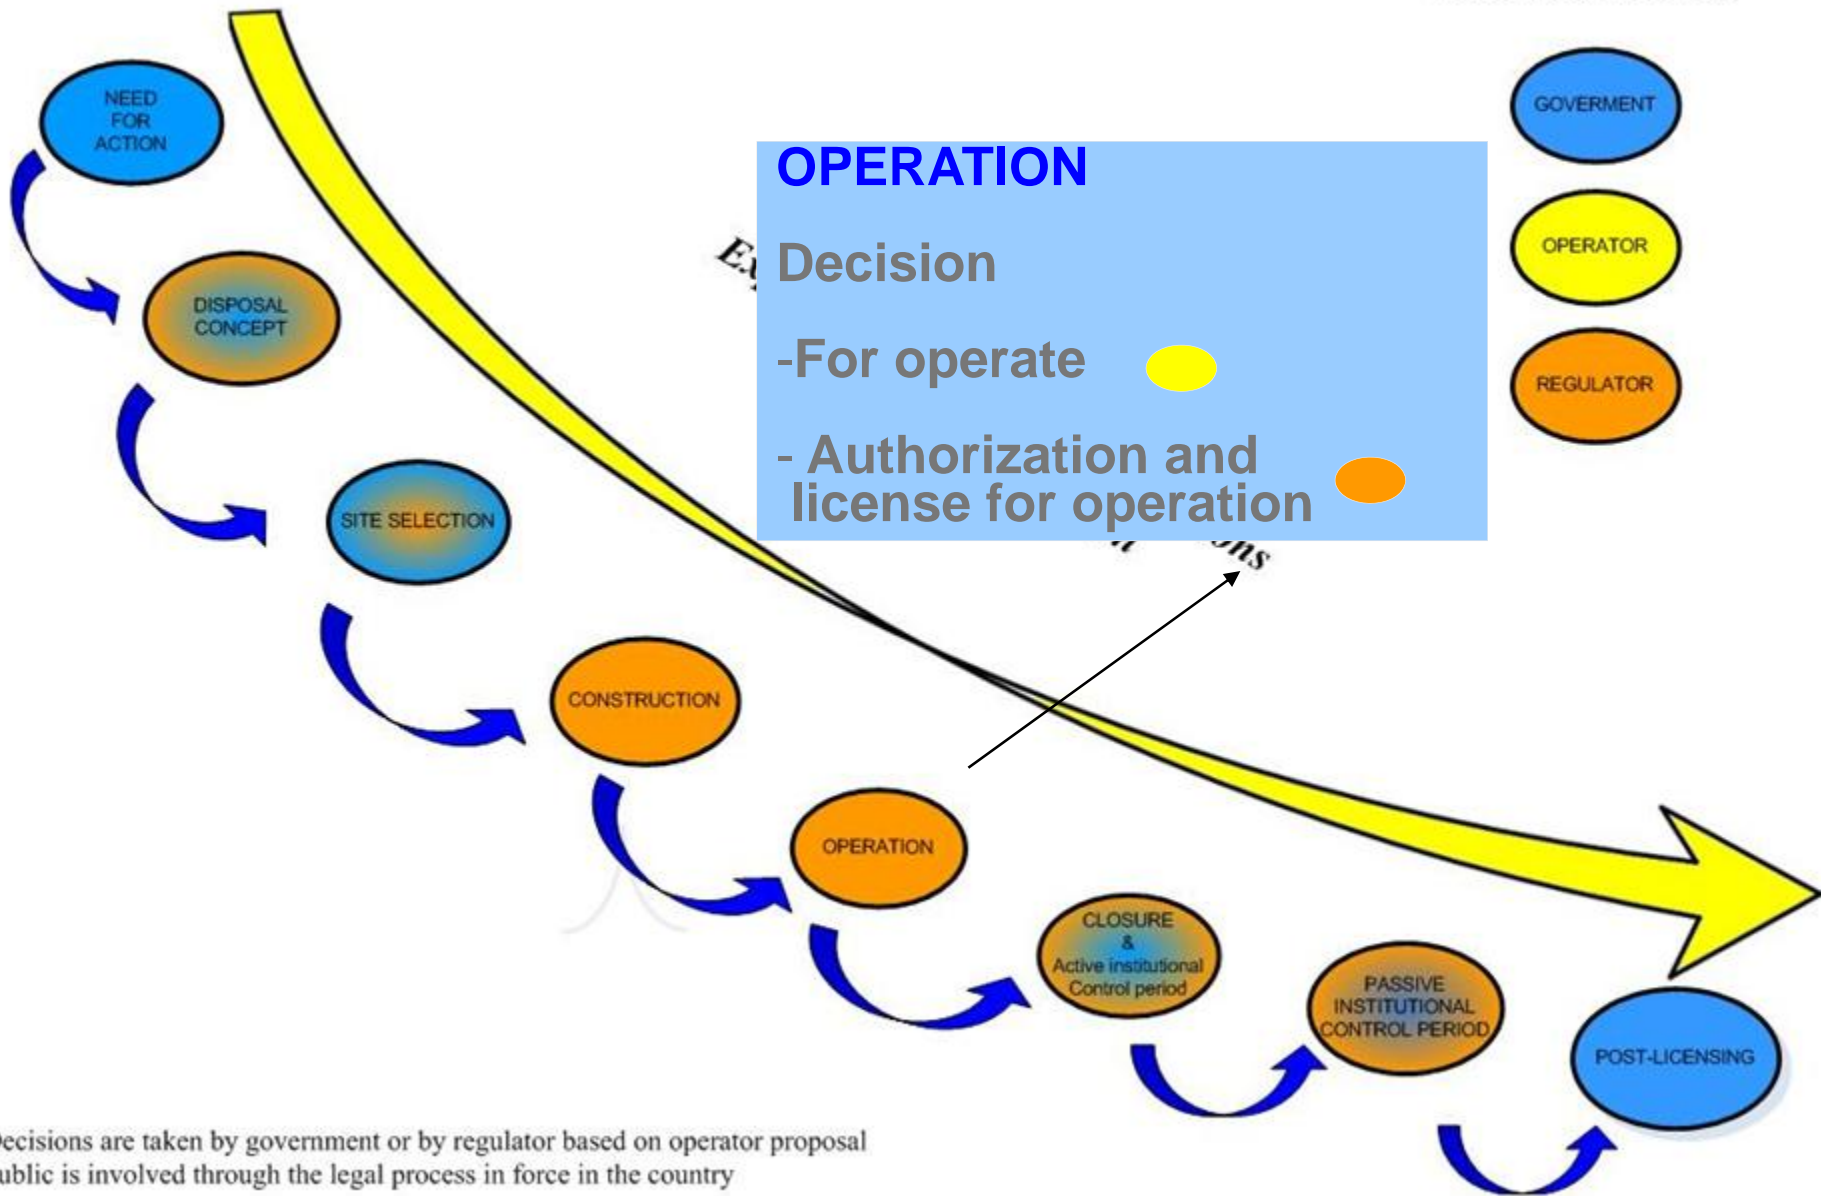 NEED
FOR
ACTION
DISPOSAL
CONCEPT
SITE SELECTION
CONSTRUCTION
OPERATION
CLOSURE
&
Active institutional
Control period
PASSIVE
INSTITUTIONAL
CONTROL PERIOD
POST-LICENSING
OPERATION
Decision
-For operate
- Authorization and
license for operation
GOVERMENT
OPERATOR
REGULATOR
are taken by government or by regulator based on operator proposal
is involved through the legal process in force in the country